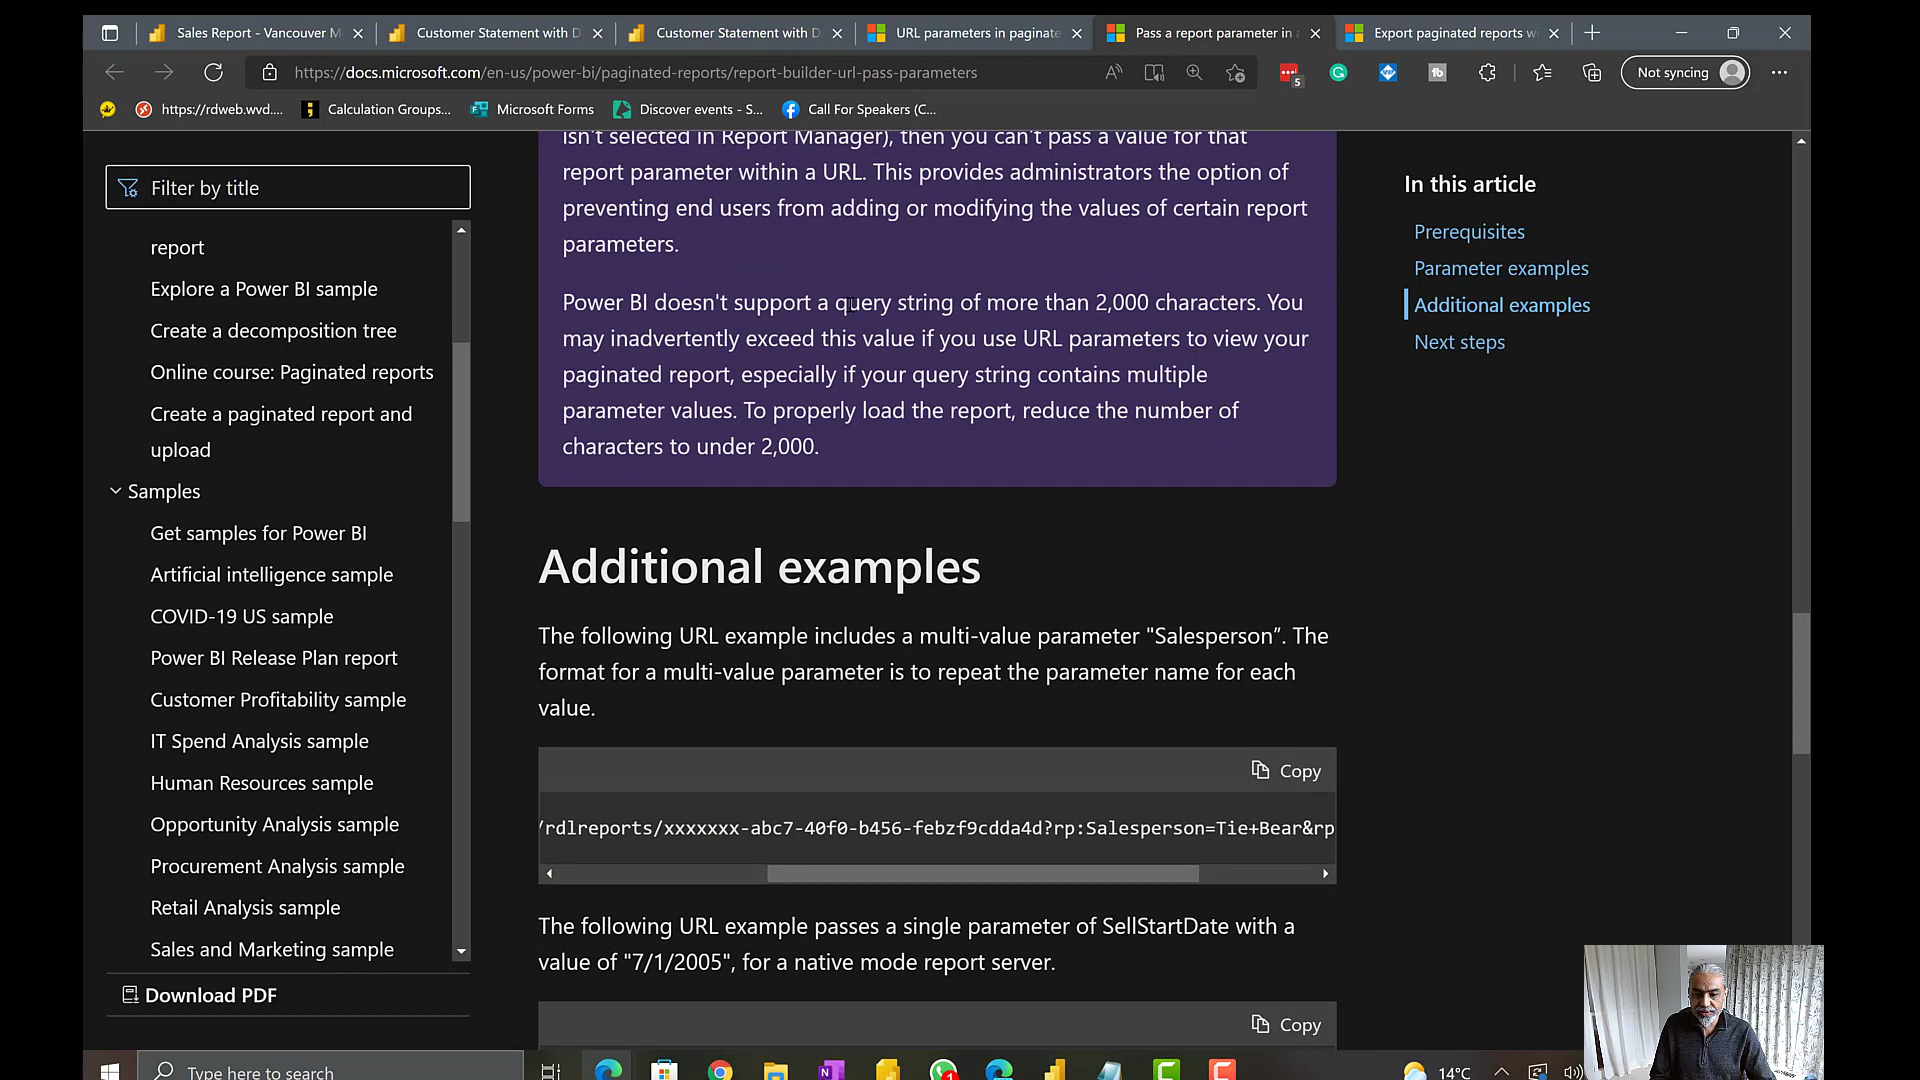 Sales Report - Vancouver M
Customer Statement with D
Customer Statement with D
URL parameters in paginate
Pass a report parameter in a
Export paginated reports wi
https://docs.microsoft.com/en-us/power-bi/paginated-reports/report-builder-url-pass-parameters
5
Not syncing
https://rdweb.wvd....
Calculation Groups...
Microsoft Forms
Discover events - S...
Call For Speakers (C...
Filter by title
report
Explore a Power BI sample
Create a decomposition tree
Online course: Paginated reports
Create a paginated report and
upload
Samples
Get samples for Power BI
Artificial intelligence sample
COVID-19 US sample
Power BI Release Plan report
Customer Profitability sample
IT Spend Analysis sample
Human Resources sample
Opportunity Analysis sample
Procurement Analysis sample
Retail Analysis sample
Sales and Marketing sample
Download PDF
isn't selected in Report Manager), then you can't pass a value for that
report parameter within a URL. This provides administrators the option of
preventing end users from adding or modifying the values of certain report
parameters.
Power BI doesn't support a query string of more than 2,000 characters. You
may inadvertently exceed this value if you use URL parameters to view your
paginated report, especially if your query string contains multiple
parameter values. To properly load the report, reduce the number of
characters to under 2,000.
Additional examples
The following URL example includes a multi-value parameter "Salesperson”. The
format for a multi-value parameter is to repeat the parameter name for each
value.
Copy
/rdlreports/xxxxxxx-abc7-40f0-b456-febzf9cdda4d?rp:Salesperson=Tie+Bear&rp
The following URL example passes a single parameter of SellStartDate with a
value of "7/1/2005", for a native mode report server.
Copy
In this article
Prerequisites
Parameter examples
Additional examples
Next steps
Type here to search
1
14°C